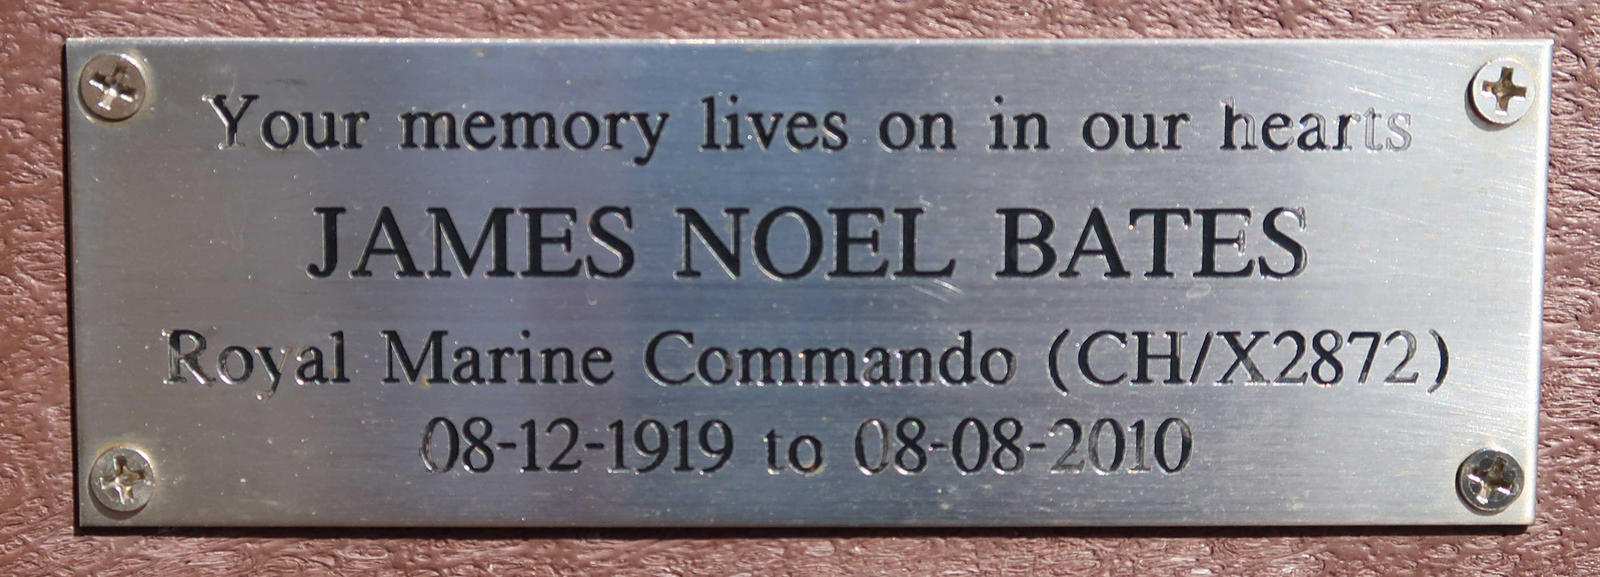 Your memory lives on in our hearts
JAMES NOEL BATES
Royal Marine Commando (CH/X2872)
08-12-1919 to 08-08-2010